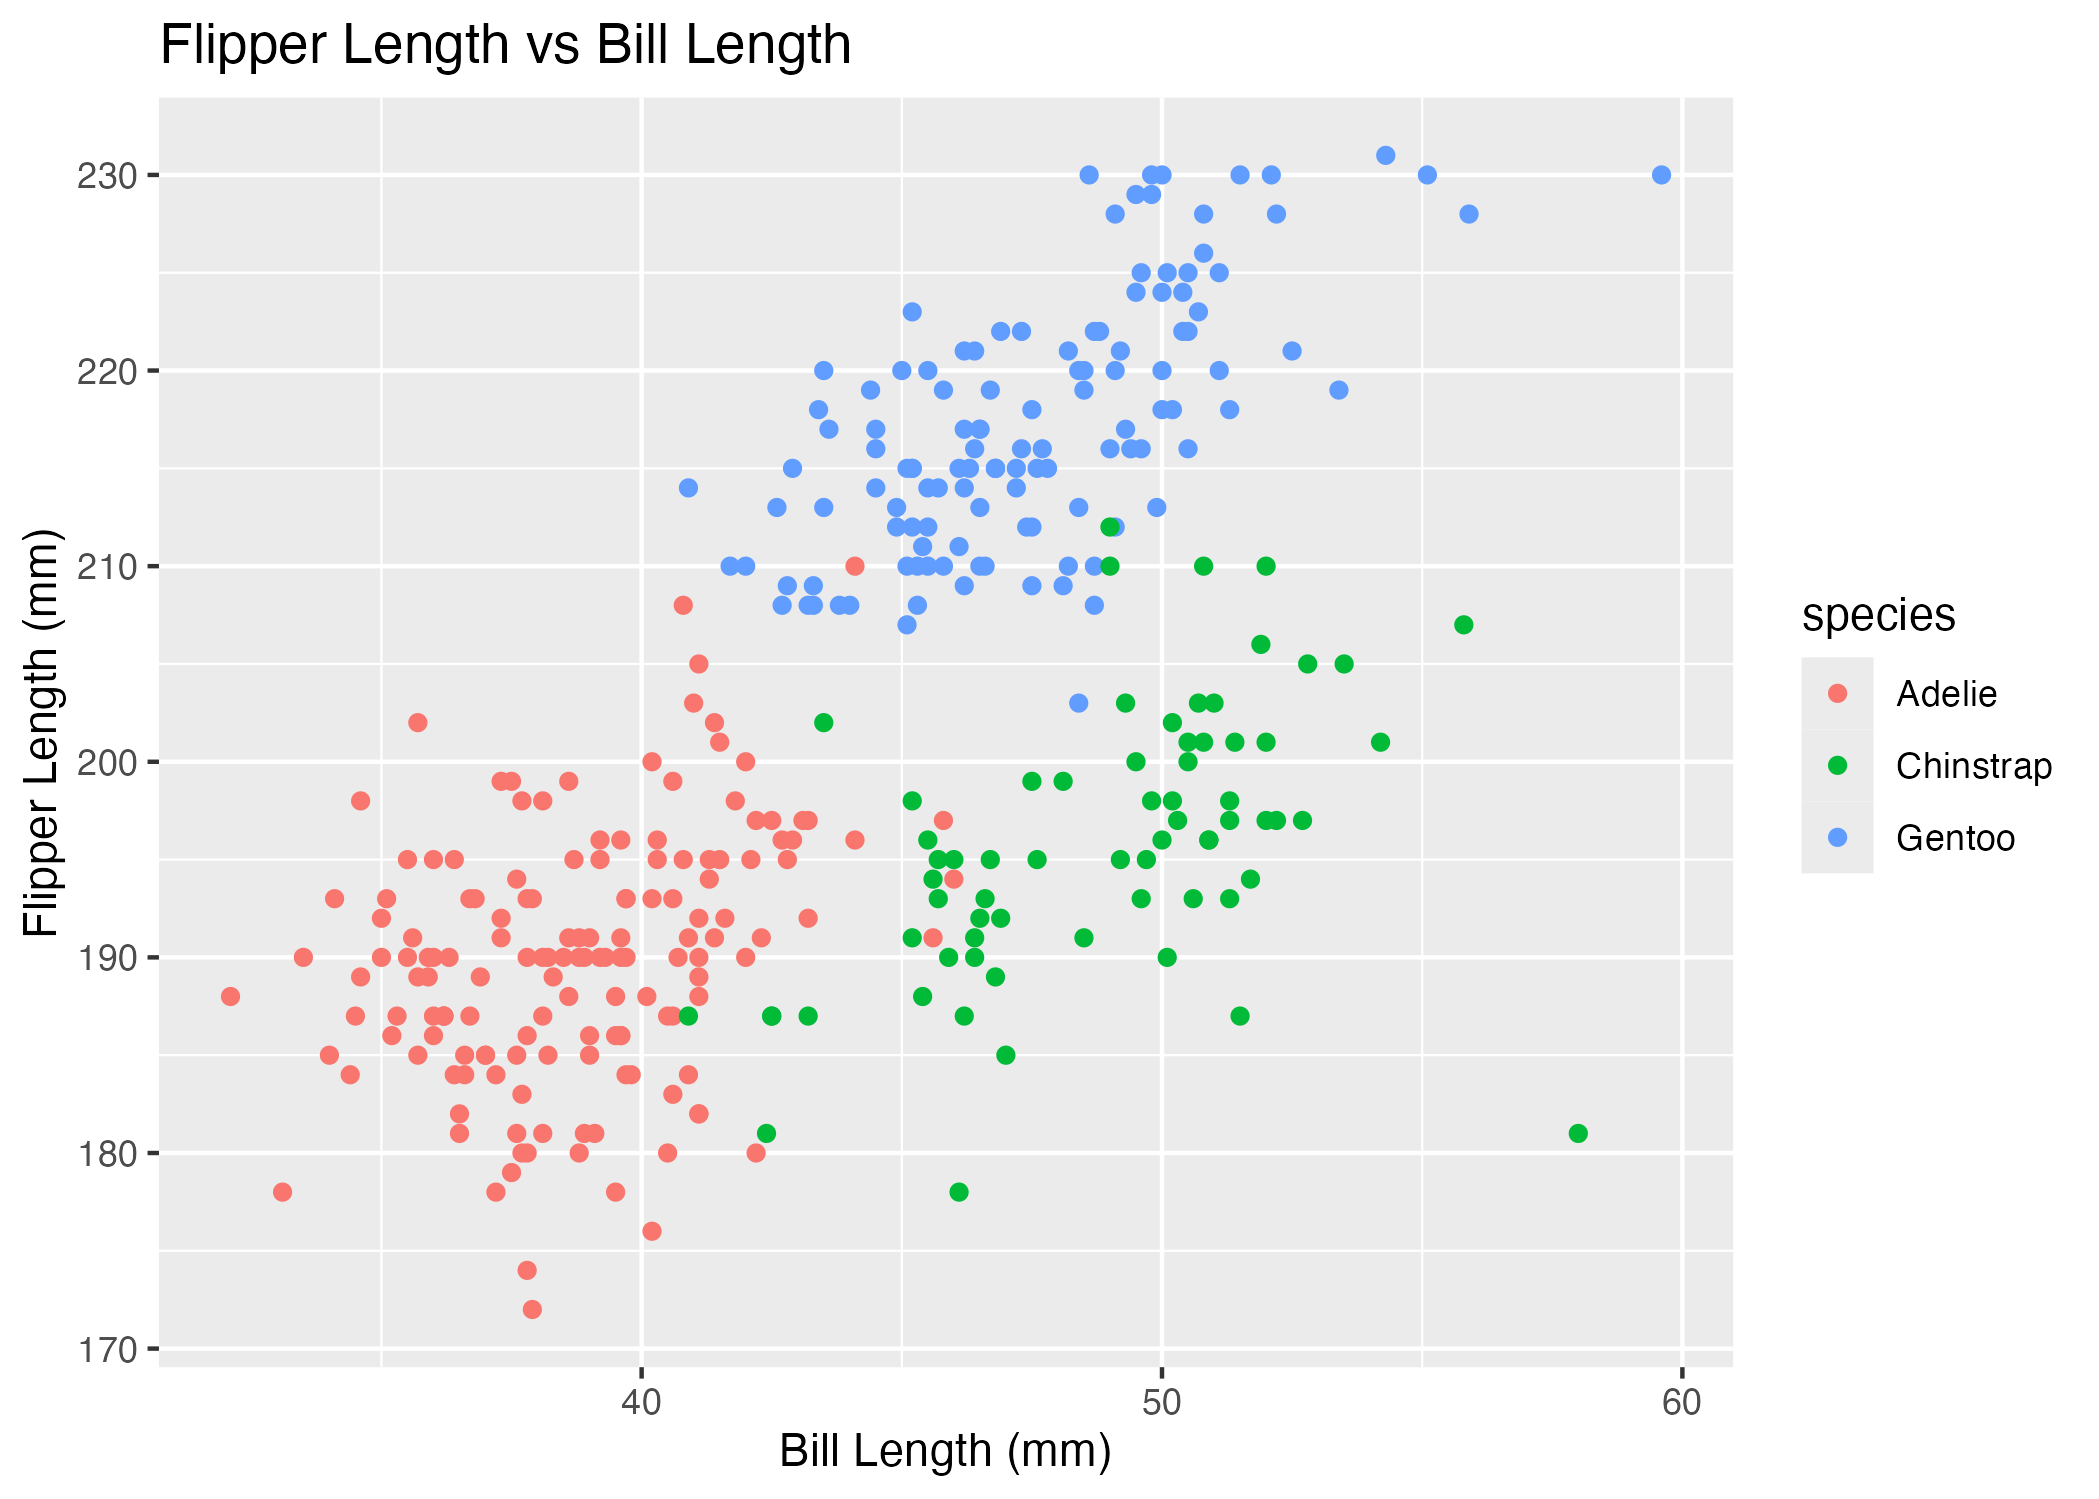 Flipper Length vs Bill Length
Flipper Length (mm)
230
220
210
200
190
180
170
40 50 60
Bill Length (mm)
species
Adelie
Chinstrap
Gentoo